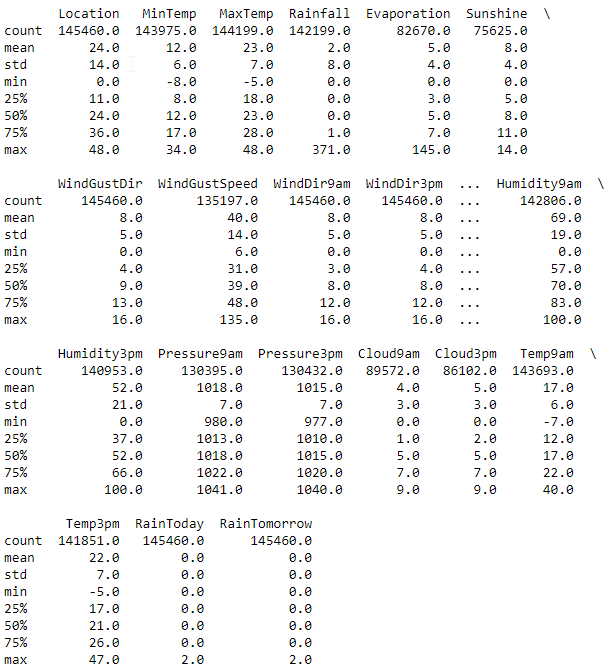 Location MinTemp MaxTemp Rainfall Evaporation Sunshine \
count 145460.0 143975.0 144199.0 142199.0 82670.0 75625.0
mean 24.0 12.0 23.0 2.0 5.0 8.0
std 14.0 6.0 7.0 8.0 4.0 4.0
min 0.0 -8.0 -5.0 0.0 0.0 0.0
25% 11.0 8.0 18.0 0.0 3.0 5.0
50% 24.0 12.0 23.0 0.0 5.0 8.0
75% 36.0 17.0 28.0 1.0 7.0 11.0
max 48.0 34.0 48.0 371.0 145.0 14.0
WindGustDir WindGustSpeed WindDir9am WindDir3pm ... Humidity9am \
count 145460.0 135197.0 145460.0 145460.0 ... 142806.0
mean 8.0 40.0 8.0 8.0 ... 69.0
std 5.0 14.0 5.0 5.0 ... 19.0
min 0.0 6.0 0.0 0.0 ... 0.0
25% 4.0 31.0 3.0 4.0 ... 57.0
50% 9.0 39.0 8.0 8.0 ... 70.0
75% 13.0 48.0 12.0 12.0 ... 83.0
max 16.0 135.0 16.0 16.0 ... 100.0
Humidity3pm Pressure9am Pressure3pm Cloud9am Cloud3pm Temp9am \
count 140953.0 130395.0 130432.0 89572.0 86102.0 143693.0
mean 52.0 1018.0 1015.0 4.0 5.0 17.0
std 21.0 7.0 7.0 3.0 3.0 6.0
min 0.0 980.0 977.0 0.0 0.0 -7.0
25% 37.0 1013.0 1010.0 1.0 2.0 12.0
50% 52.0 1018.0 1015.0 5.0 5.0 17.0
75% 66.0 1022.0 1020.0 7.0 7.0 22.0
max 100.0 1041.0 1040.0 9.0 9.0 40.0
Temp3pm RainToday RainTomorrow
count 141851.0 145460.0 145460.0
mean 22.0 0.0 0.0
std 7.0 0.0 0.0
min -5.0 0.0 0.0
25% 17.0 0.0 0.0
50% 21.0 0.0 0.0
75% 26.0 0.0 0.0
max 47.0 2.0 2.0